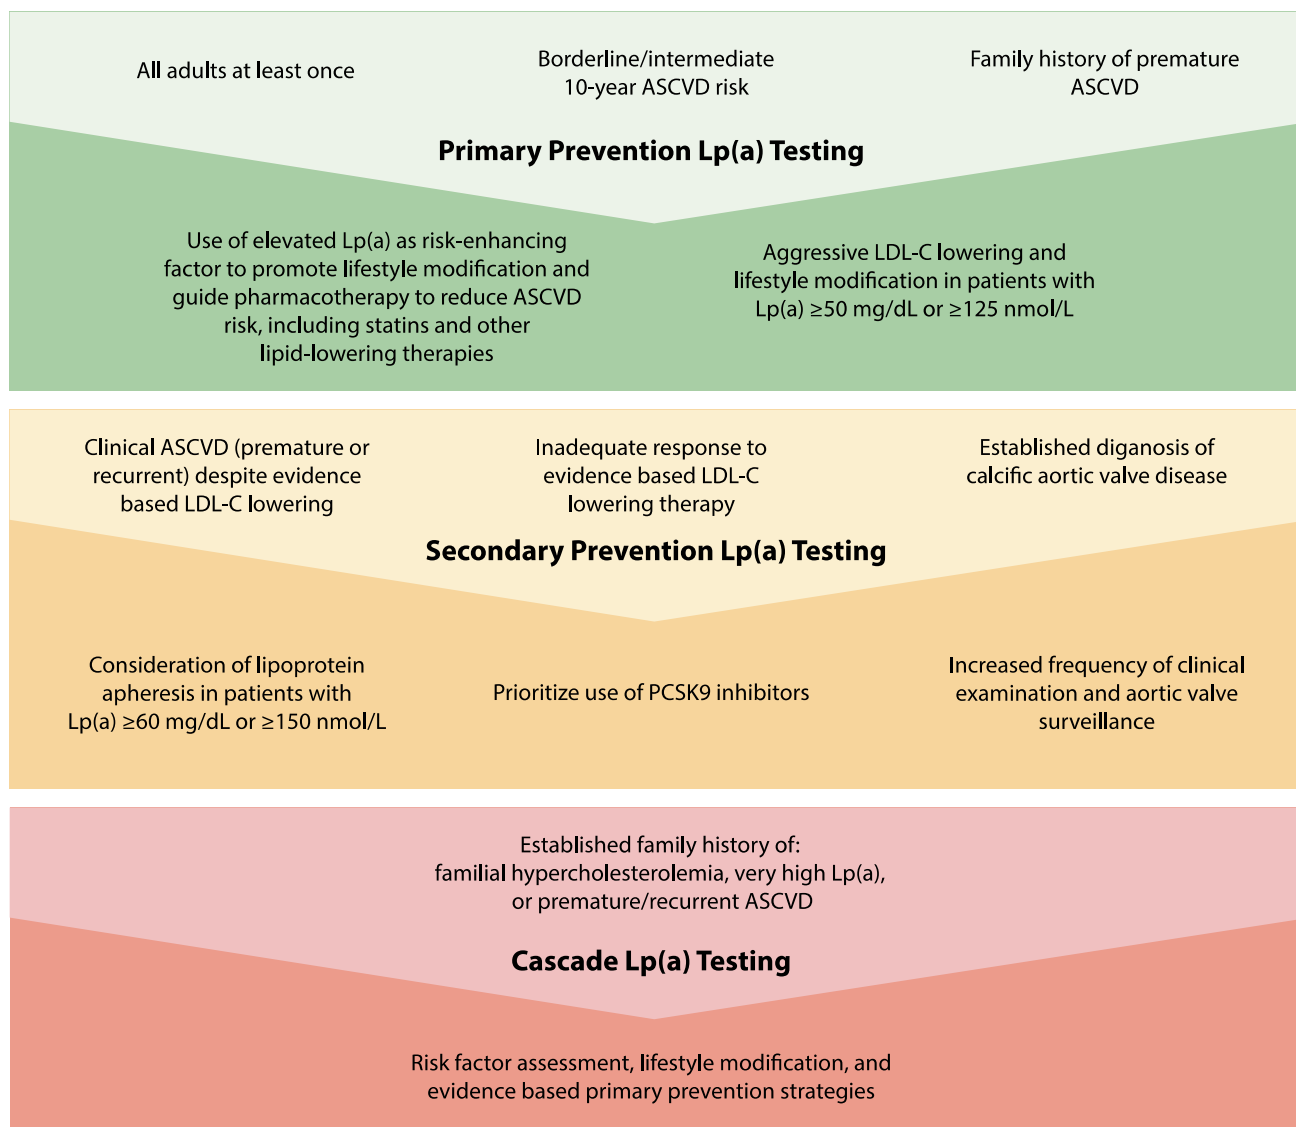 All adults at least once
Borderline/intermediate
10-year ASCVD risk
Family history of premature
ASCVD
Primary Prevention Lp(a) Testing
Use of elevated Lp(a) as risk-enhancing
factor to promote lifestyle modification and
guide pharmacotherapy to reduce ASCVD
risk, including statins and other
lipid-lowering therapies
Aggressive LDL-C lowering and
lifestyle modification in patients with
Lp(a) ≥50 mg/dL or ≥125 nmol/L
Clinical ASCVD (premature or
recurrent) despite evidence
based LDL-C lowering
Inadequate response to
evidence based LDL-C
lowering therapy
Established diganosis of
calcific aortic valve disease
Secondary Prevention Lp(a) Testing
Consideration of lipoprotein
apheresis in patients with
Lp(a) ≥60 mg/dL or ≥150 nmol/L
Prioritize use of PCSK9 inhibitors
Increased frequency of clinical
examination and aortic valve
surveillance
Established family history of:
familial hypercholesterolemia, very high Lp(a),
or premature/recurrent ASCVD
Cascade Lp(a) Testing
Risk factor assessment, lifestyle modification, and
evidence based primary prevention strategies